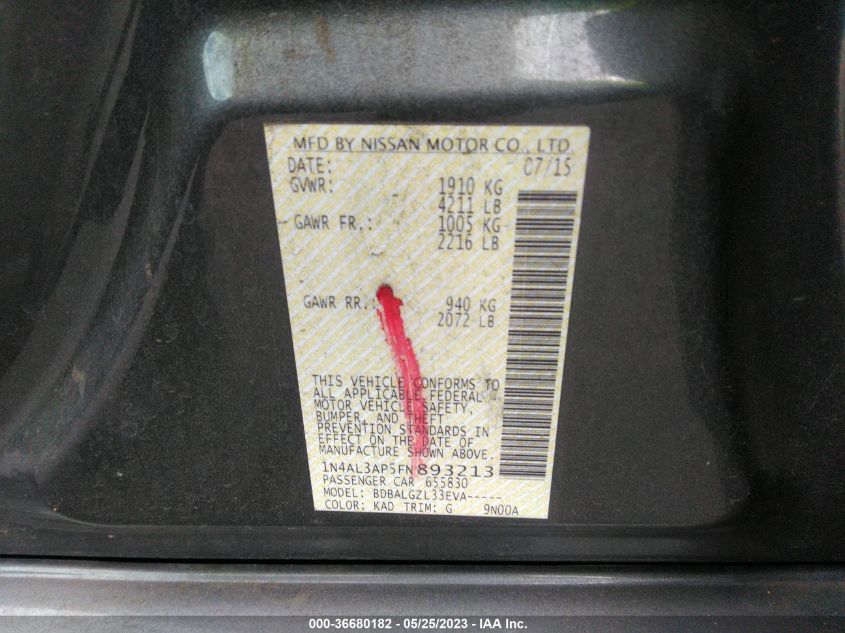 MFD BY NISSAN MOTOR CO., LTD
DATE: 07/15
GVWR: 1910 KG
4211 LB
GAWR FR.: 1005 KG
2216 LB
GAWR RR.: 940 KG
2072 LB
THIS VEHICLE CONFORMS TO
ALL APPLICABLE FEDERAL
MOTOR VEHICLE SAFETY,
BUMPER, AND THEFT
PREVENTION STANDARDS IN
EFFECT ON THE DATE OF
MANUFACTURE SHOWN ABOVE.
1N4AL3AP5FN893213
PASSENGER CAR 655830
MODEL: BDBALGZL33EVA-----
COLOR: KAD TRIM: G 9N00A
000-36680182 - 05/25/2023 - IAA Inc.